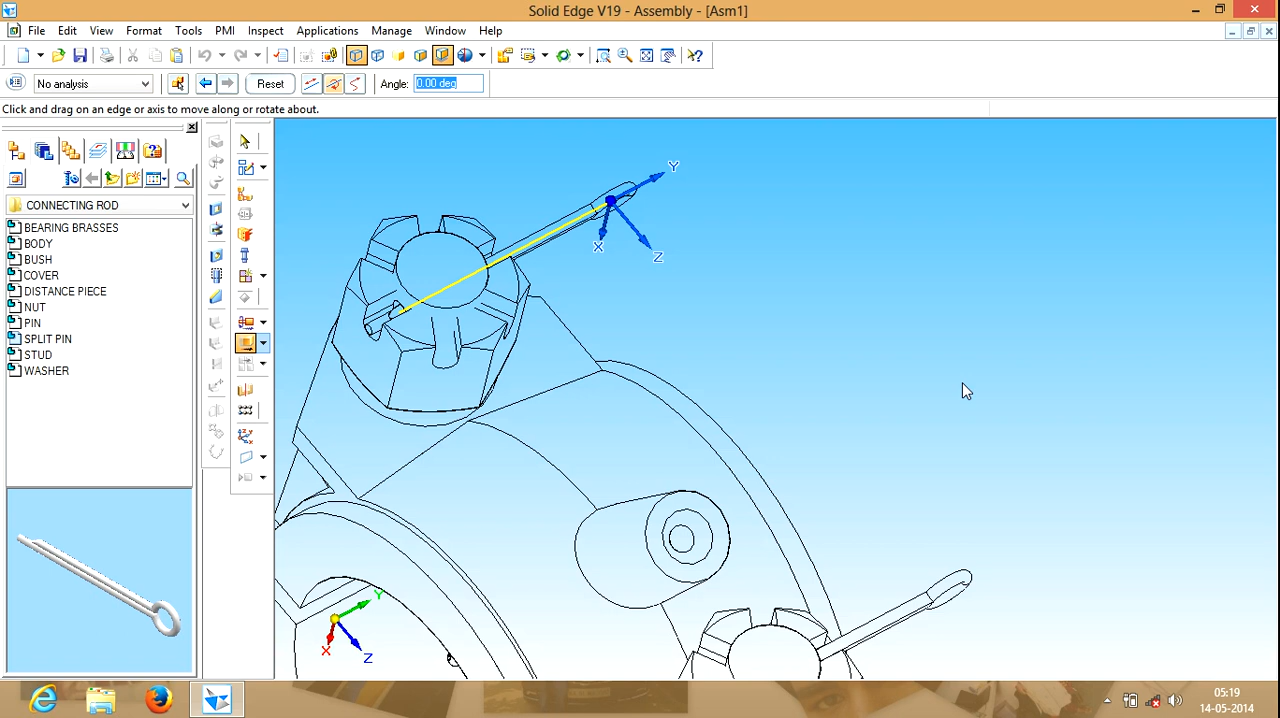 Solid Edge V19 - Assembly - [Asm1]
File Edit View Format Tools PMI Inspect Applications Manage Window Help
No analysis Reset Angle: 0.00 deg
Click and drag on an edge or axis to move along or rotate about.
CONNECTING ROD
BEARING BRASSES
BODY
BUSH
COVER
DISTANCE PIECE
NUT
PIN
SPLIT PIN
STUD
WASHER
Y
X
Z
Y
X
Z
05:19
14-05-2014